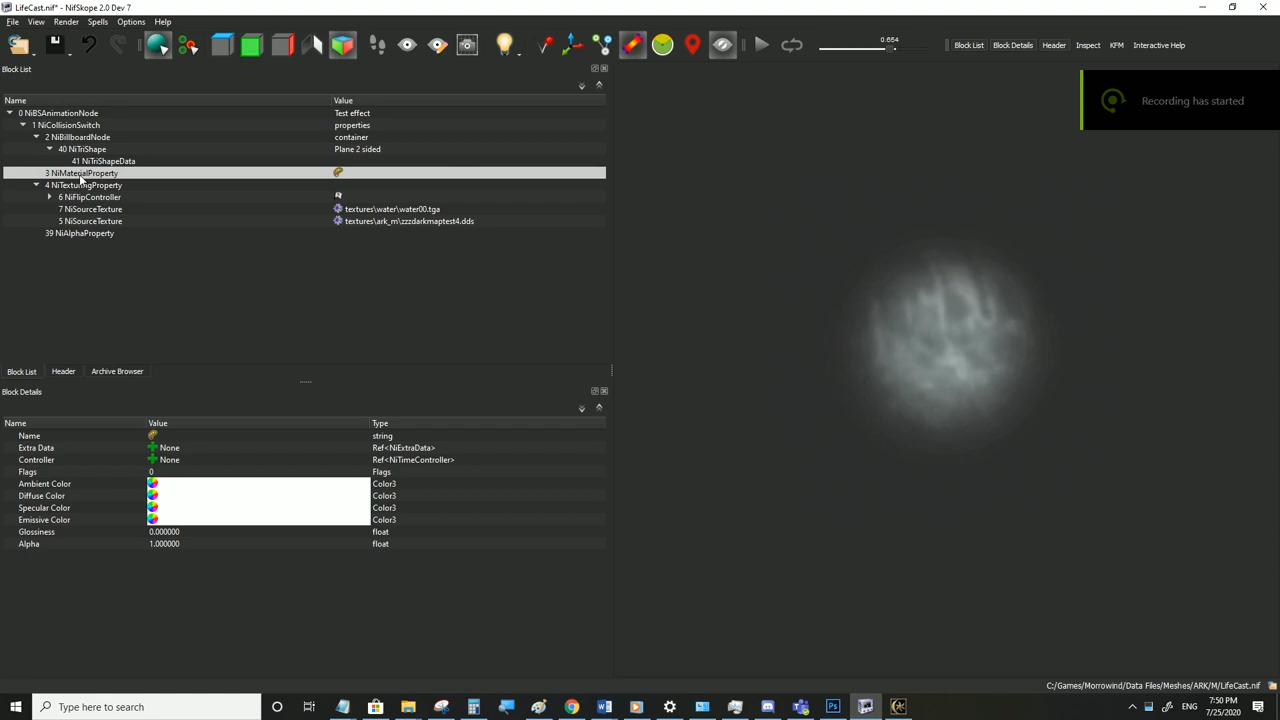 LifeCast.nif* - NifSkope 2.0 Dev 7
File View Render Spells Options Help
0.654
Block List Block Details Header Inspect KFM Interactive Help
Block List
Recording has started
Name Value
0 NiBSAnimationNode Test effect
1 NiCollisionSwitch properties
2 NiBillboardNode container
40 NiTriShape Plane 2 sided
41 NiTriShapeData
3 NiMaterialProperty
4 NiTexturingProperty
6 NiFlipController
7 NiSourceTexture textures\water\water00.tga
5 NiSourceTexture textures\ark_m\zzzdarkmaptest4.dds
39 NiAlphaProperty
Block List Header Archive Browser
Block Details
Name Value Type
Name string
Extra Data None Ref<NiExtraData>
Controller None Ref<NiTimeController>
Flags 0 Flags
Ambient Color Color3
Diffuse Color Color3
Specular Color Color3
Emissive Color Color3
Glossiness 0.000000 float
Alpha 1.000000 float
C:/Games/Morrowind/Data Files/Meshes/ARK/M/LifeCast.nif
Type here to search
Ps
ENG
7:50 PM
7/25/2020